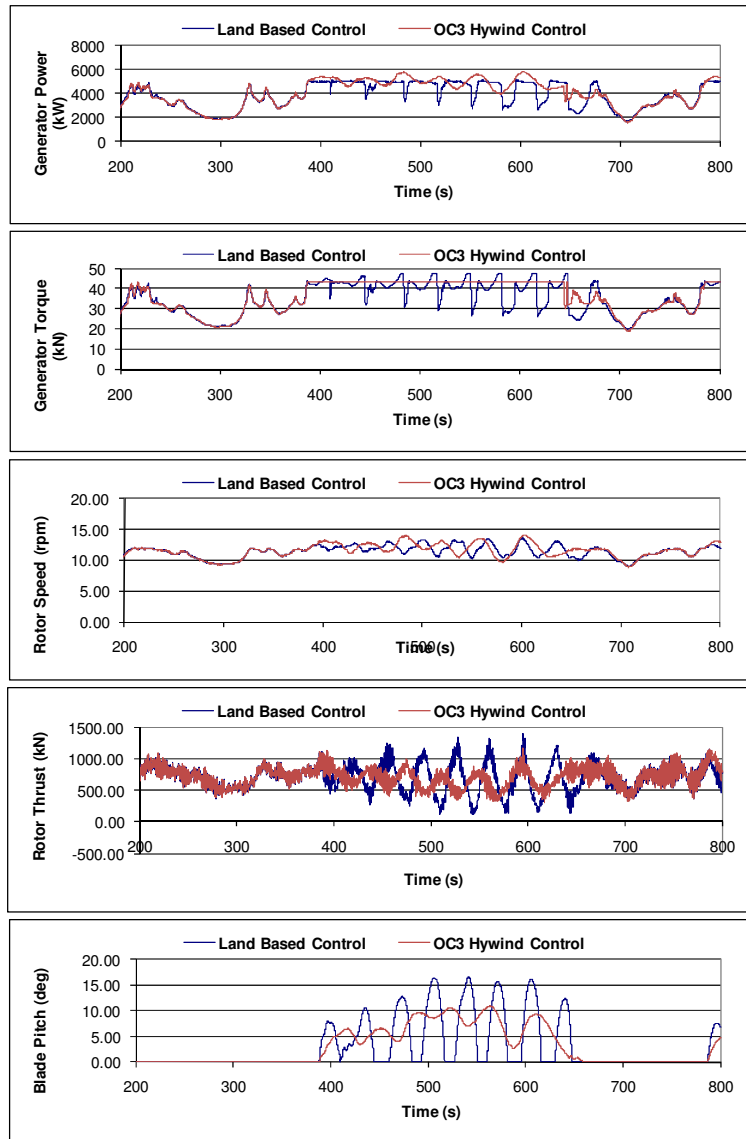 Land Based Control OC3 Hywind Control
Generator Power
(kW)
8000
6000
4000
2000
0
200 300 400 500 600 700 800
Time (s)
Land Based Control OC3 Hywind Control
Generator Torque
(kN)
50
40
30
20
10
0
200 300 400 500 600 700 800
Time (s)
Land Based Control OC3 Hywind Control
Rotor Speed (rpm)
20.00
15.00
10.00
5.00
0.00
200 300 400 500 600 700 800
Time (s)
Land Based Control OC3 Hywind Control
Rotor Thrust (kN)
1500.00
1000.00
500.00
0.00
-500.00
200 300 400 500 600 700 800
Time (s)
Land Based Control OC3 Hywind Control
Blade Pitch (deg)
20.00
15.00
10.00
5.00
0.00
200 300 400 500 600 700 800
Time (s)